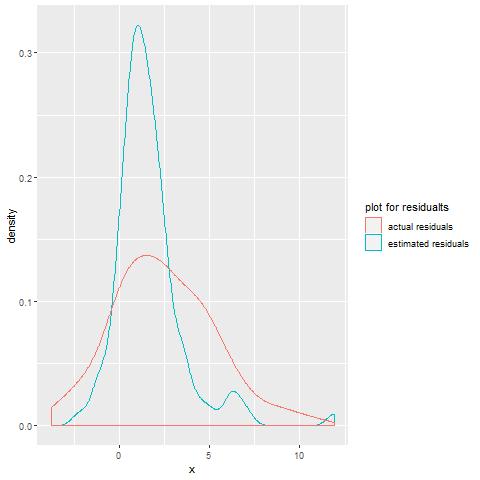 0.3
0.2
0.1
0.0
density
0
5
10
x
plot for residualts
actual residuals
estimated residuals